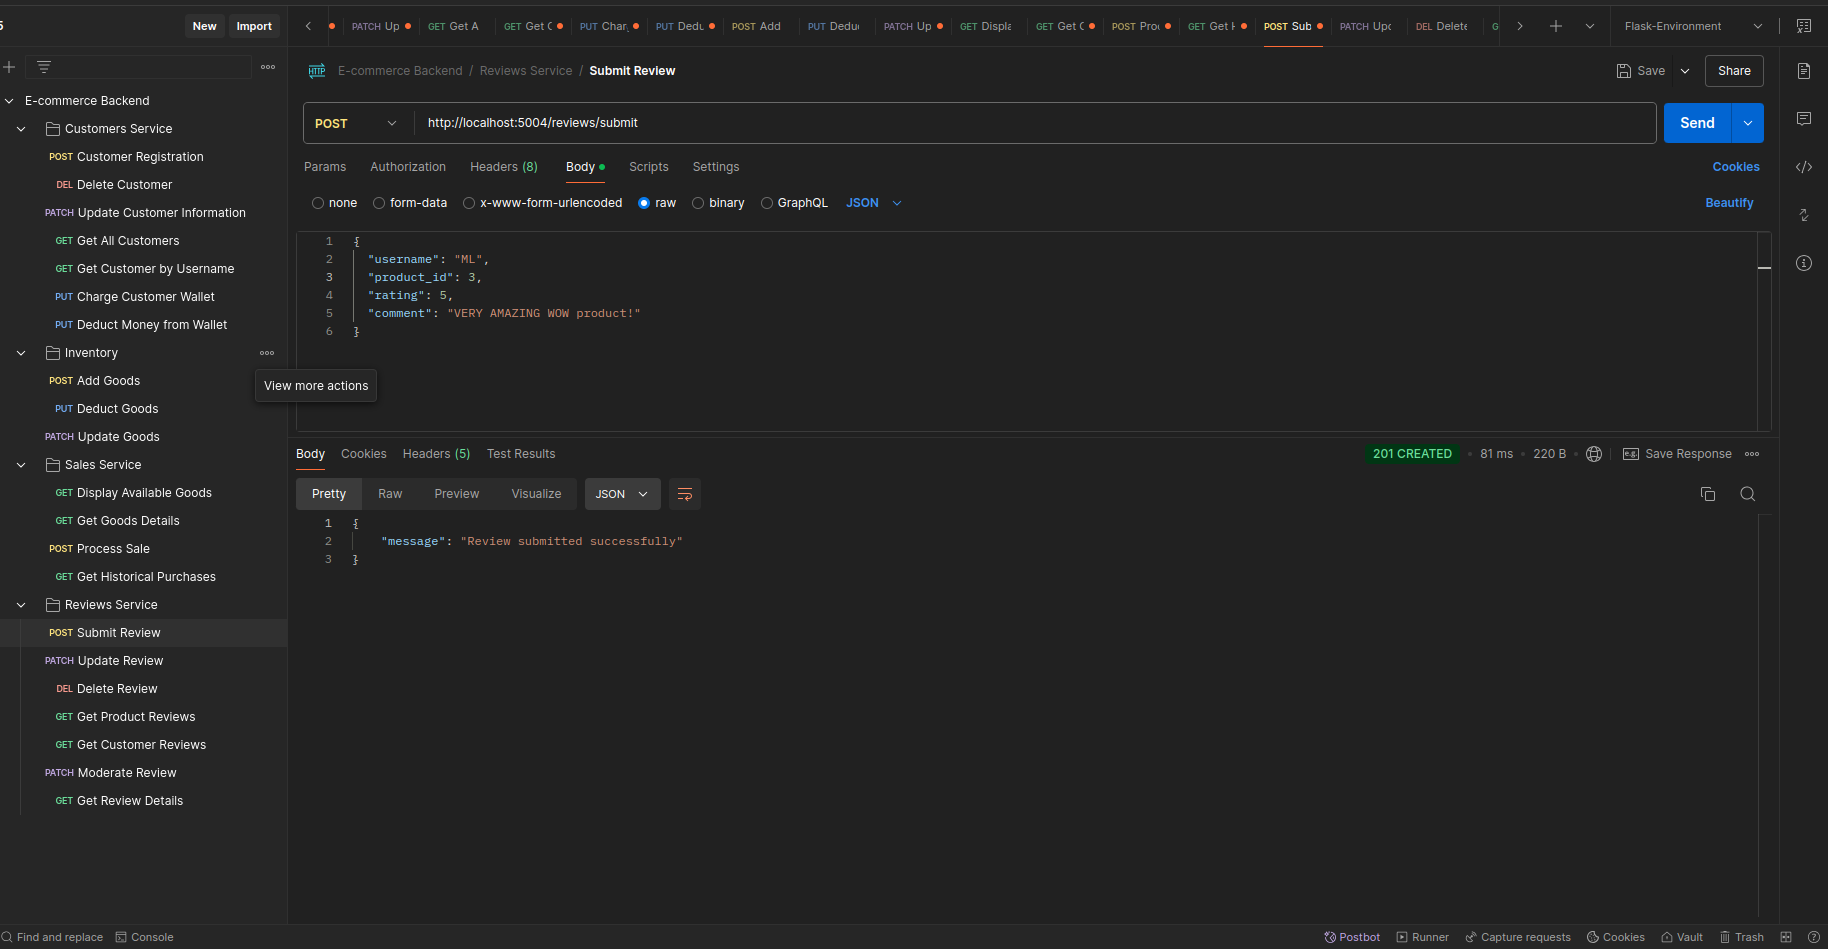 5
New
Import
PATCH Up
GET Get A
GET Get C
PUT Char
PUT Dedu
POST Add
PUT Dedu
PATCH Up
GET Displa
GET Get C
POST Pro
GET Get H
POST Sub
PATCH Upd
DEL Delete
G
Flask-Environment
E-commerce Backend / Reviews Service / Submit Review
Save
Share
POST
http://localhost:5004/reviews/submit
Send
Params
Authorization
Headers (8)
Body
Scripts
Settings
Cookies
none
form-data
x-www-form-urlencoded
raw
binary
GraphQL
JSON
Beautify
1 {
2 "username": "ML",
3 "product_id": 3,
4 "rating": 5,
5 "comment": "VERY AMAZING WOW product!"
6 }
E-commerce Backend
Customers Service
POST Customer Registration
DEL Delete Customer
PATCH Update Customer Information
GET Get All Customers
GET Get Customer by Username
PUT Charge Customer Wallet
PUT Deduct Money from Wallet
Inventory
View more actions
POST Add Goods
PUT Deduct Goods
PATCH Update Goods
Sales Service
GET Display Available Goods
GET Get Goods Details
POST Process Sale
GET Get Historical Purchases
Reviews Service
POST Submit Review
PATCH Update Review
DEL Delete Review
GET Get Product Reviews
GET Get Customer Reviews
PATCH Moderate Review
GET Get Review Details
Body
Cookies
Headers (5)
Test Results
201 CREATED
81 ms
220 B
e.g.
Save Response
Pretty
Raw
Preview
Visualize
JSON
1 {
2 "message": "Review submitted successfully"
3 }
Find and replace
Console
Postbot
Runner
Capture requests
Cookies
Vault
Trash